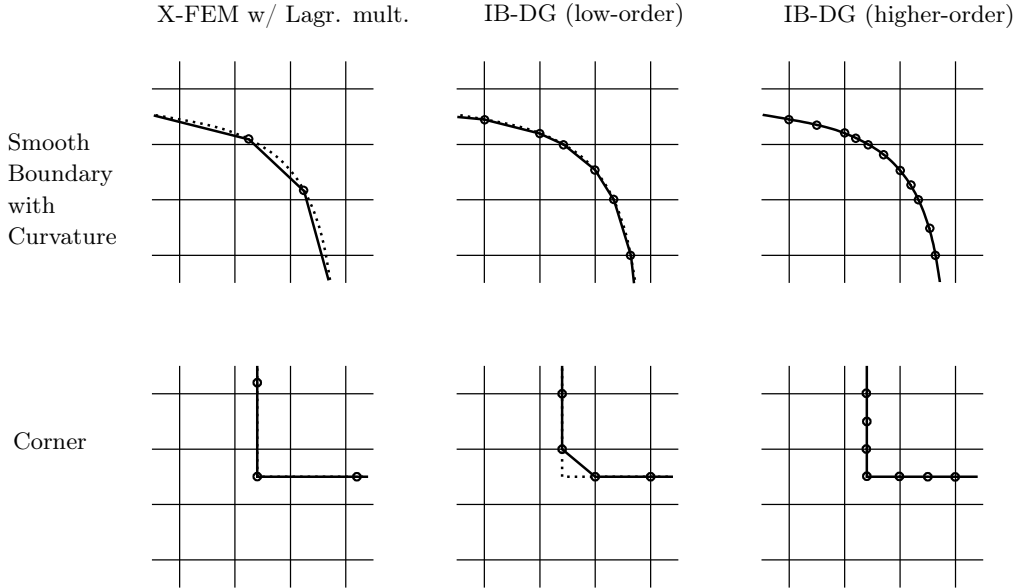 X-FEM w/ Lagr. mult.
IB-DG (low-order)
IB-DG (higher-order)
Smooth
Boundary
with
Curvature
Corner